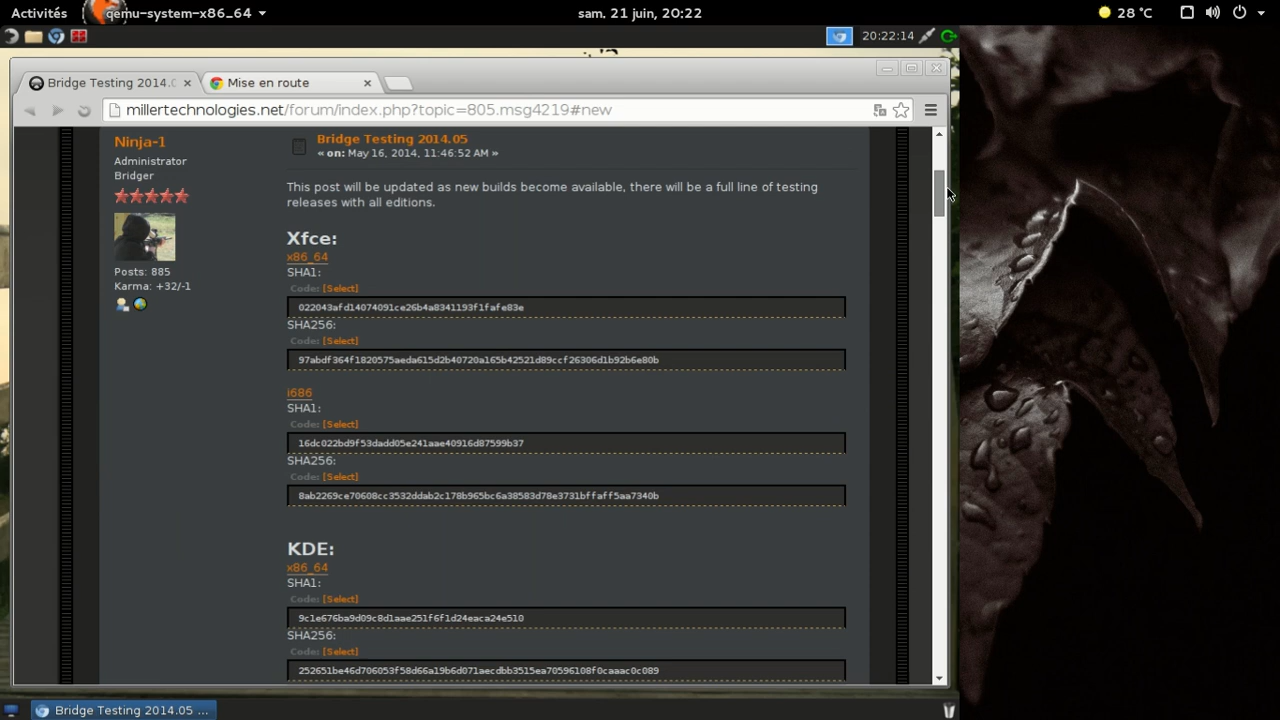 Activités
qemu-system-x86_64
sam. 21 juin, 20:22
28 °C
20:22:14
Bridge Testing 2014.0
Mise en route
millertechnologies.net/forum/index.php?topic=805.msg4219#new
Ninja-1
Administrator
Bridger
Posts: 885
Karma: +32/-1
Bridge Testing 2014.05
« on: May 16, 2014, 11:46:52 AM »
This post will be updated as new builds become available, there will be a full line of testing
releases with all editions.
Xfce:
x86_64
SHA1:
Code: [Select]
022043afd14074091ce26b4a8341193f1fafe83e
SHA256:
Code: [Select]
97abdf364f1820575aeda615d2b40720a165b42521d89ccf26306d1b92b6e80b
i686
SHA1:
Code: [Select]
16dc022bd9f53dadd05e241aae40916d87599b37
SHA256:
Code: [Select]
8ab2269ce70608cc3532ddab2c178b965bc6a38583d78e3731bffaff5aa7340b
KDE:
x86_64
SHA1:
Code: [Select]
9c1e676ba9d09c8d1aae251f6f1d24eaca24e510
SHA256:
Code: [Select]
252651be46d706053f58d66a19b6d071aecdbb3515ea70596108f0caaac0c089
Bridge Testing 2014.05 ...